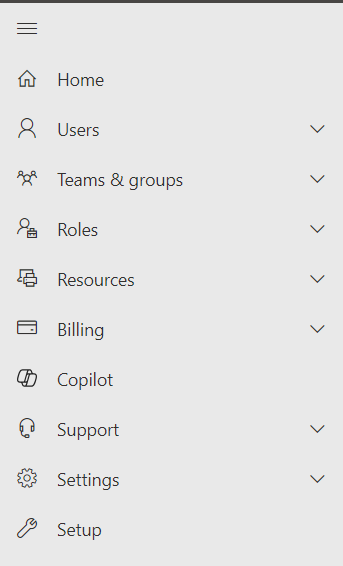 Home
Users
Teams & groups
Roles
Resources
Billing
Copilot
Support
Settings
Setup